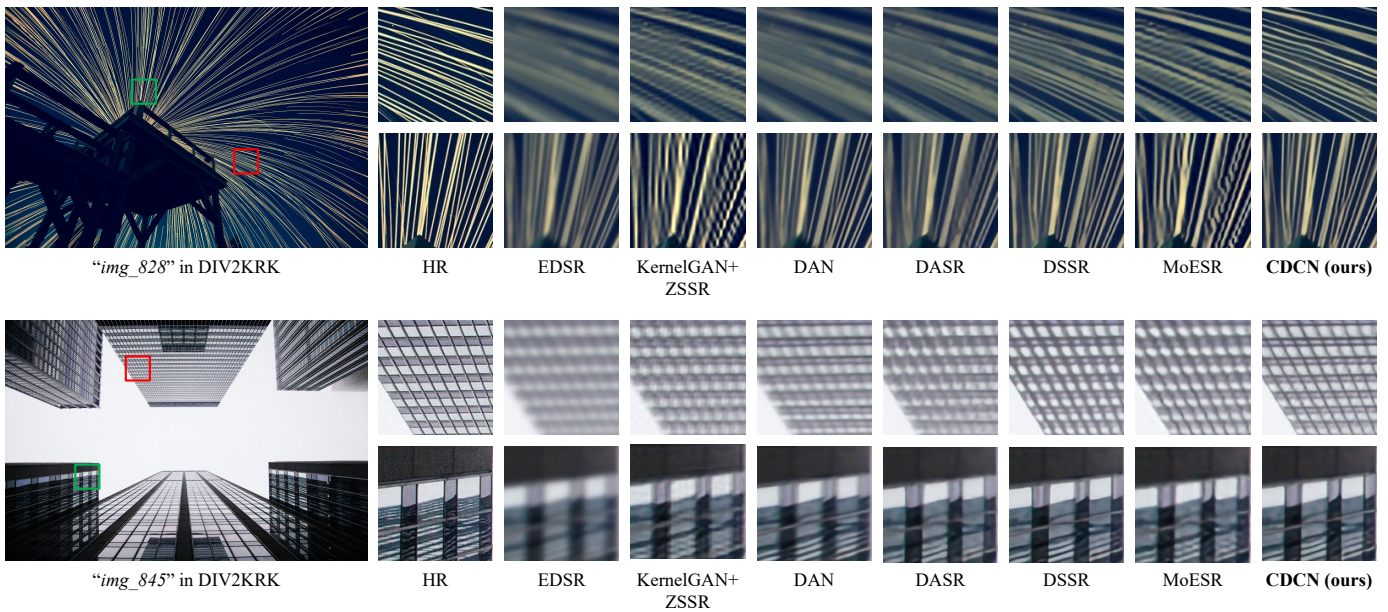 “img_828” in DIV2KRK HR EDSR KernelGAN+ DAN DASR DSSR MoESR CDCN (ours)
ZSSR
“img_845” in DIV2KRK HR EDSR KernelGAN+ DAN DASR DSSR MoESR CDCN (ours)
ZSSR